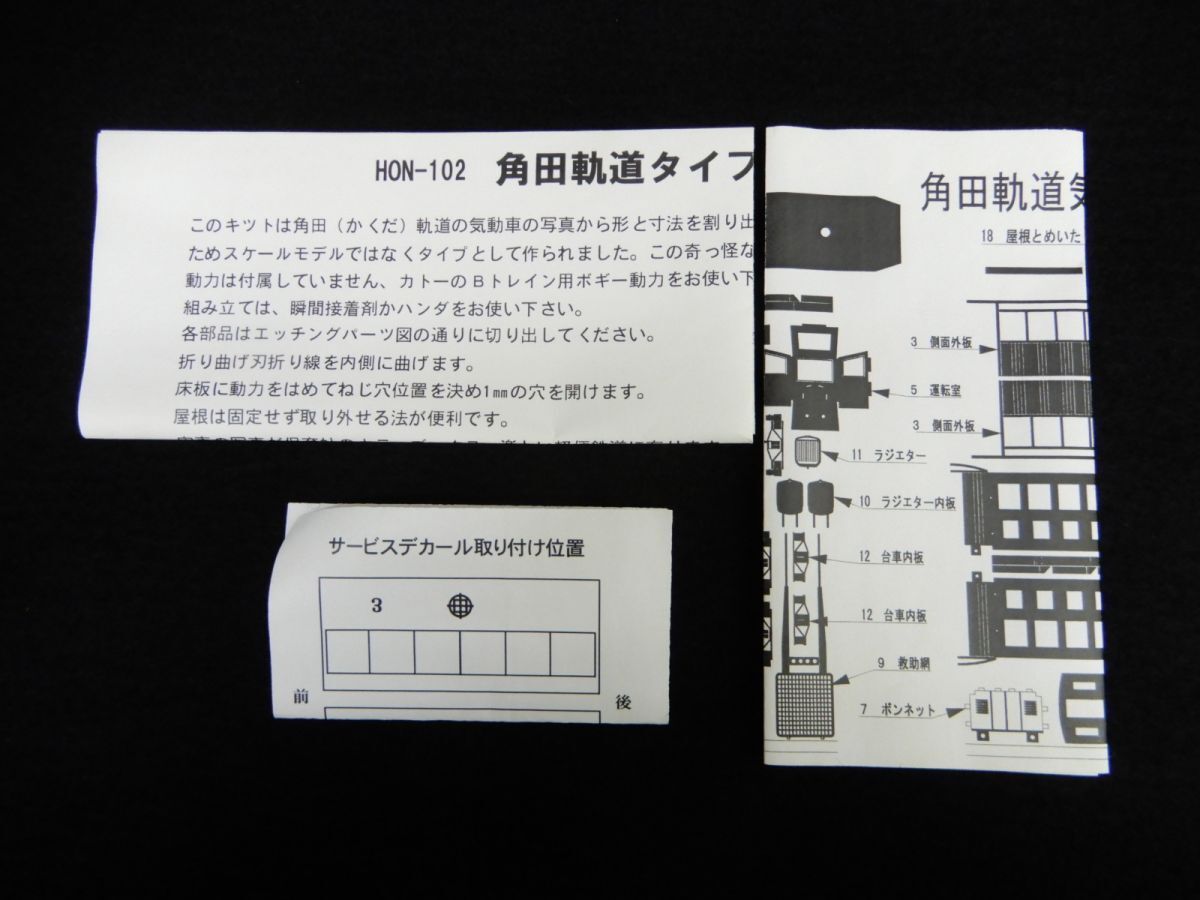 HON-102 角田軌道タイプ
このキットは角田(かくだ)軌道の気動車の写真から形と寸法を割り出
ためスケールモデルではなくタイプとして作られました。この奇っ怪な
動力は付属していません、カトーのBトレイン用ボギー動力をお使い下
組み立ては、瞬間接着剤かハンダをお使い下さい。
各部品はエッチングパーツ図の通りに切り出してください。
折り曲げ刃折り線を内側に曲げます。
床板に動力をはめてねじ穴位置を決め1mmの穴を開けます。
屋根は固定せず取り外せる法が便利です。
サービスデカール取り付け位置
3
前
後
角田軌道気
18 屋根とめいた
3 側面外板
5 運転室
3 側面外板
11 ラジエター
10 ラジエター内板
12 台車内板
12 台車内板
9 救助網
7 ボンネット